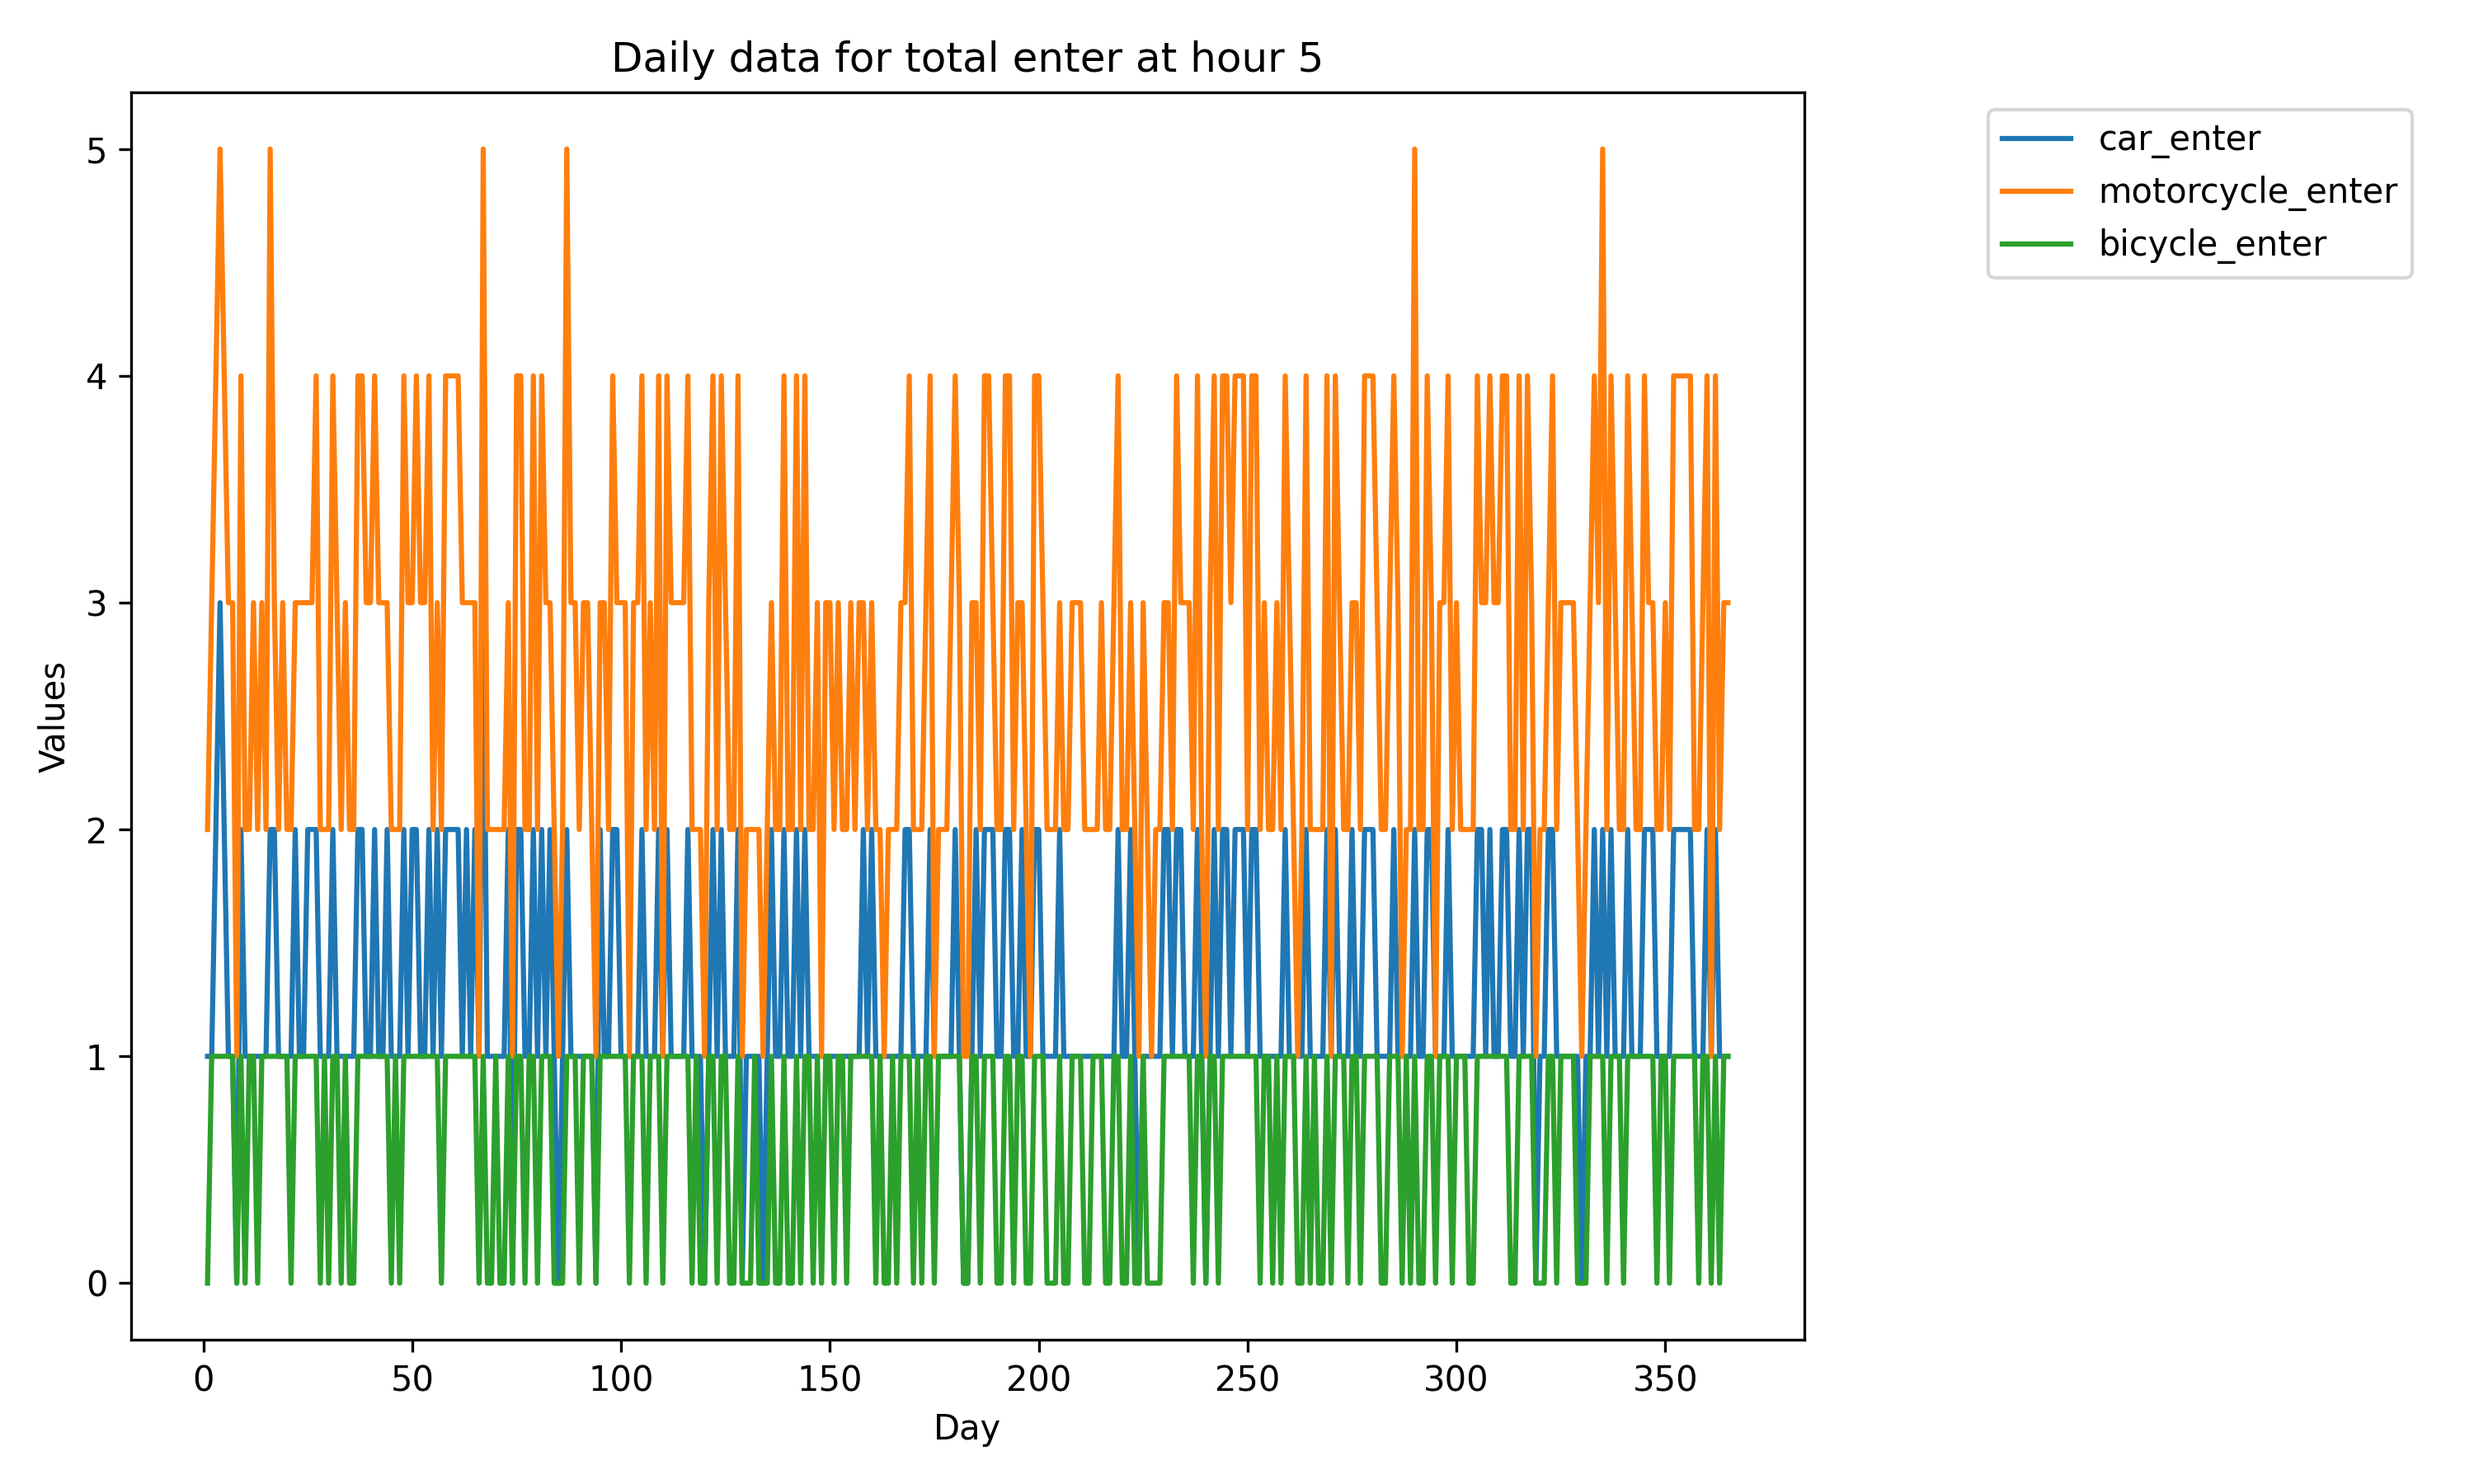 Daily data for total enter at hour 5
car_enter
motorcycle_enter
bicycle_enter
Values
5
4
3
2
1
0
0 50 100 150 200 250 300 350
Day